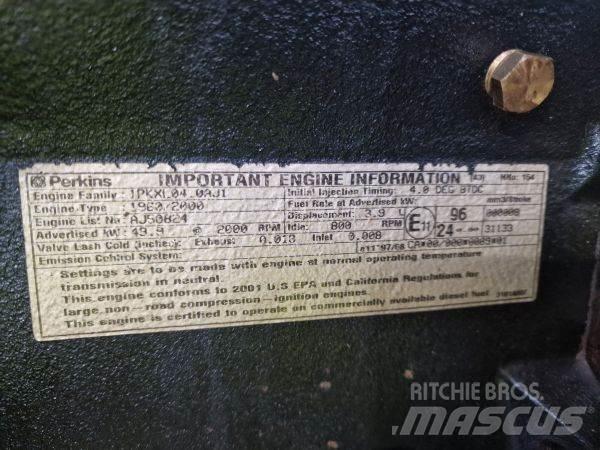 Perkins IMPORTANT ENGINE INFORMATION
Engine Family: 1PKXL04.0AJ1 Initial Injection Timing: 4.0 DEG BTDC
Engine Type Fuel Rate at Advertised kW: mm3/Stroke
Engine List No: AJ50824 Displacement: 3.9 E11 96
Advertised kW: 49.9 @ 2000 RPM Idle: 800 RPM 24 31133
Valve Lash Cold (inches): Exhaus: 0.018 Inlet 0.008
Emission Control System:
Settings are to be made with engine at normal operating temperature
transmission in neutral.
This engine conforms to 2001 U.S EPA and California Regulations for
large non-road compression-ignition engines.
This engine is certified to operate on commercially available diesel fuel
RITCHIE BROS.
MASCUS